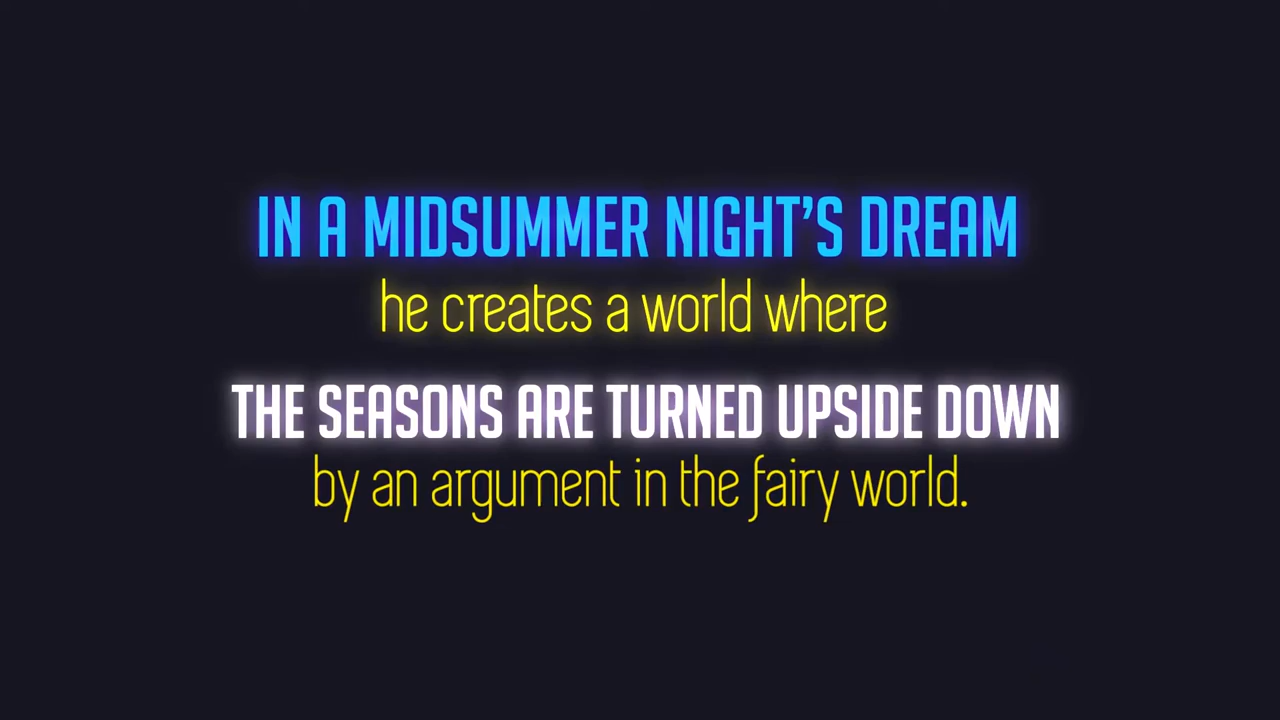 IN A MIDSUMMER NIGHT’S DREAM
he creates a world where
THE SEASONS ARE TURNED UPSIDE DOWN
by an argument in the fairy world.